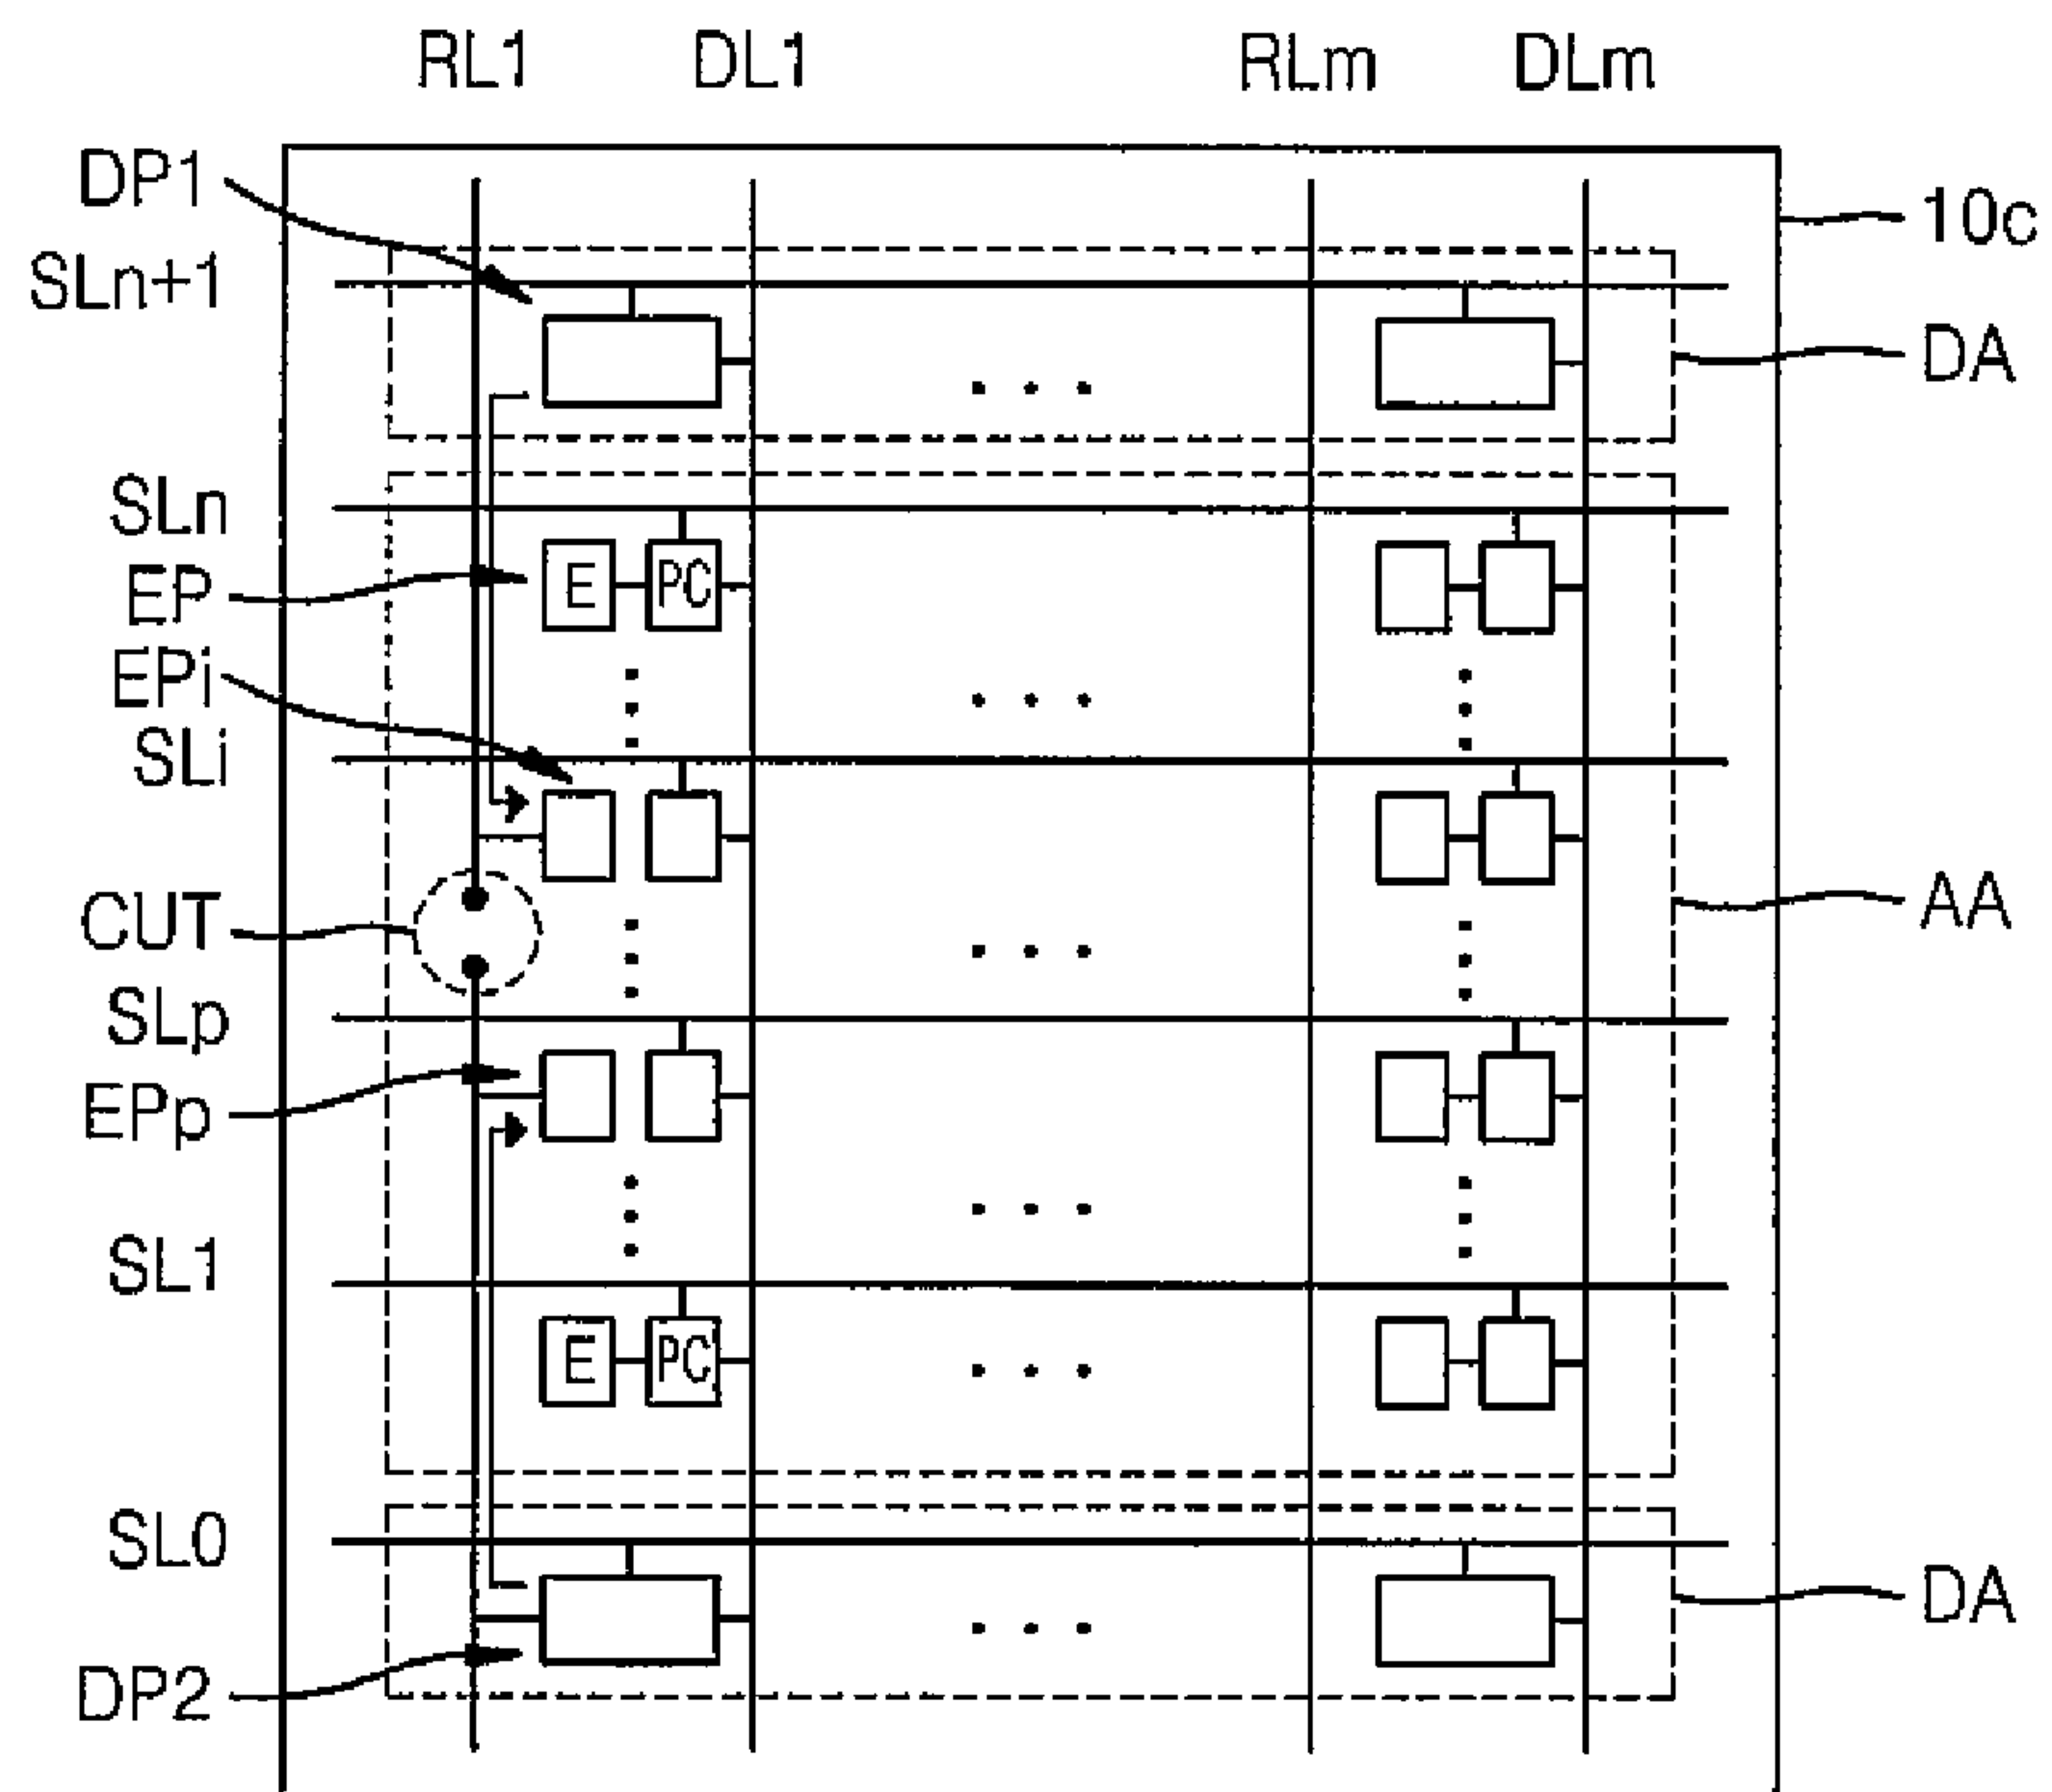 RL1 DL1 RLm DLm
DP1
10c
SLn+1
DA
SLn
E PC
EP
EPi
SLi
CUT
AA
SLp
EPp
SL1
E PC
SL0
DA
DP2